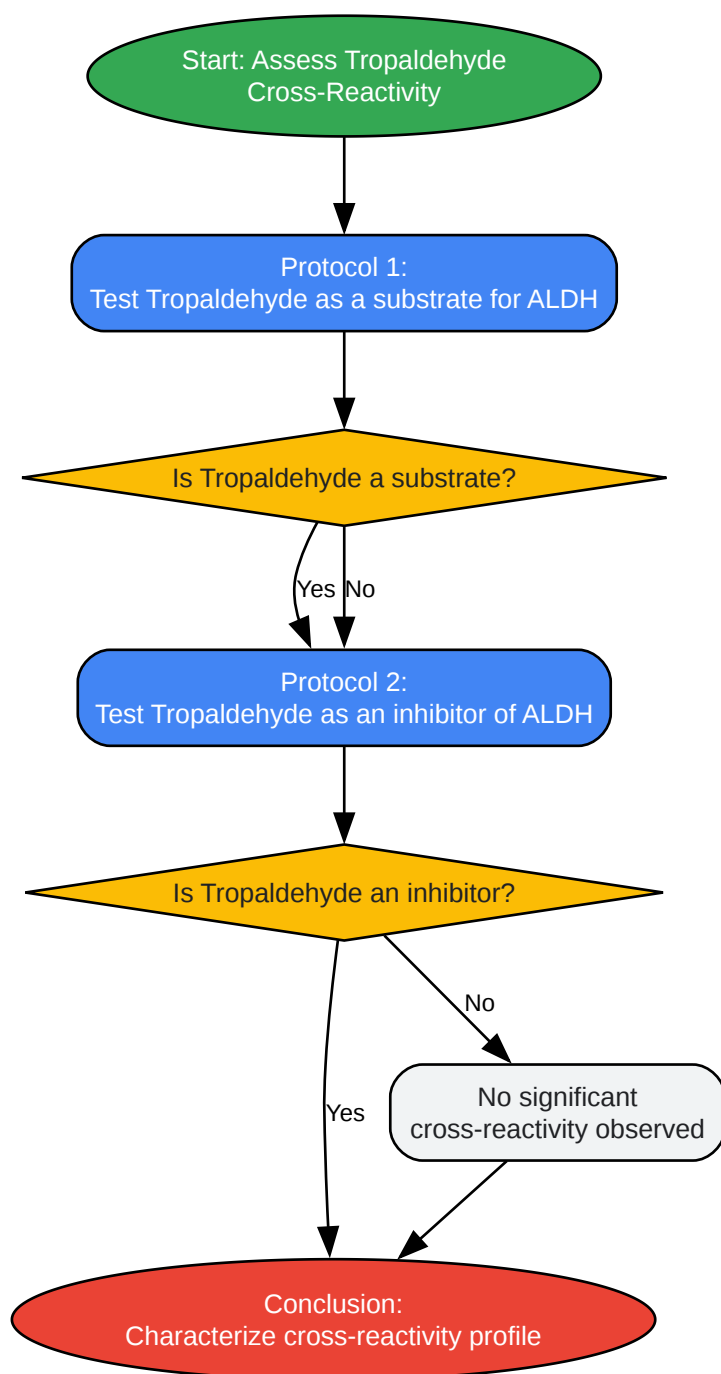 Start: Assess Tropaldehyde
Cross-Reactivity
Protocol 1:
Test Tropaldehyde as a substrate for ALDH
Is Tropaldehyde a substrate?
Yes
No
Protocol 2:
Test Tropaldehyde as an inhibitor of ALDH
Is Tropaldehyde an inhibitor?
No
No significant
cross-reactivity observed
Yes
Conclusion:
Characterize cross-reactivity profile